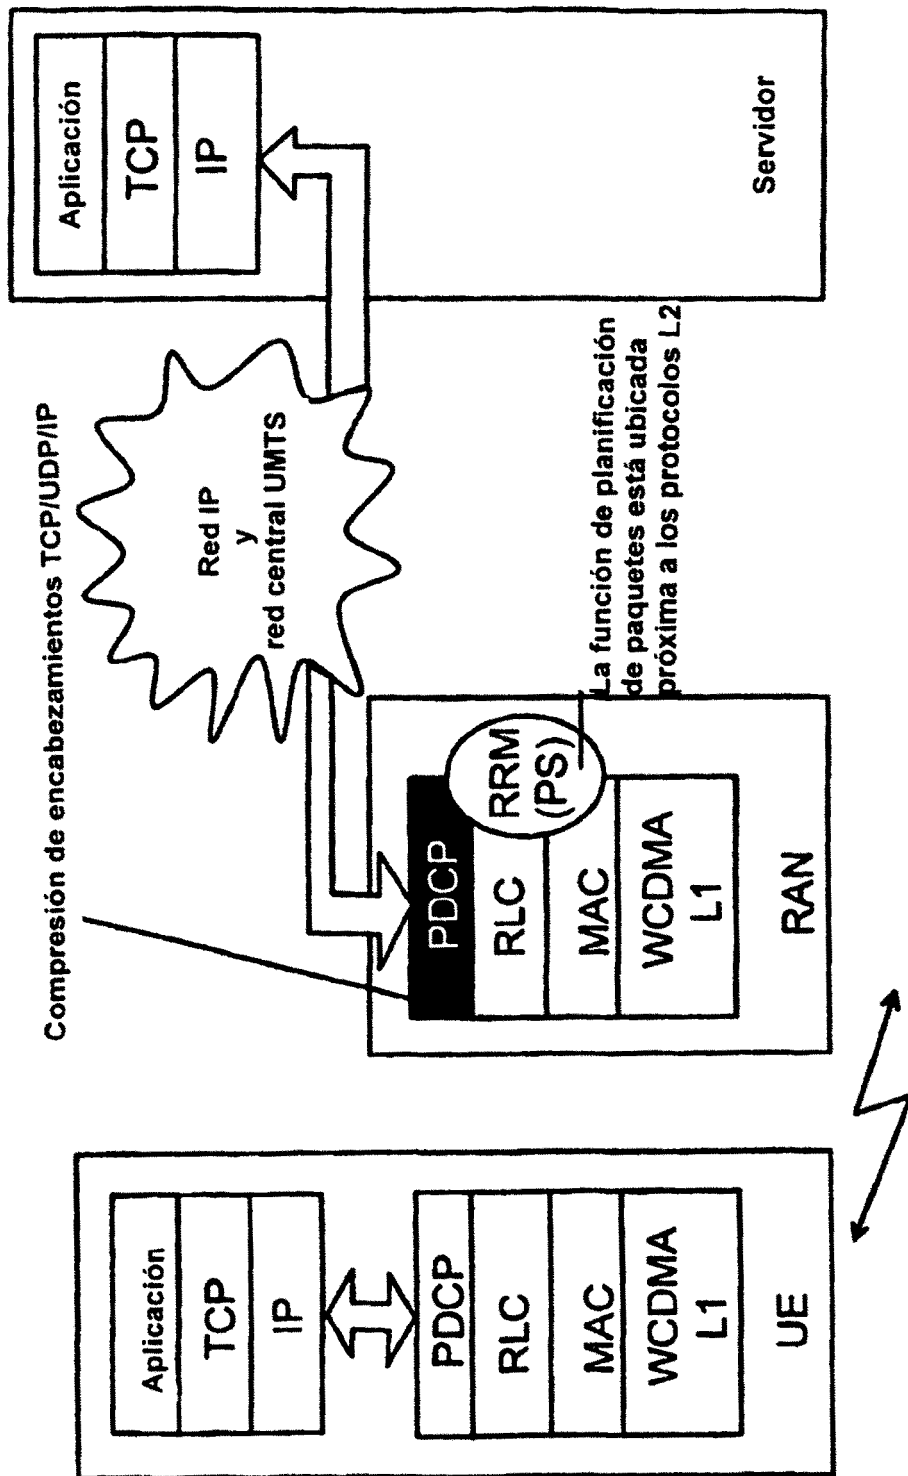 Compresión de encabezamientos TCP/UDP/IP
Aplicación
TCP
IP
PDCP
RLC
MAC
WCDMA
L1
UE
PDCP
RLC
MAC
WCDMA
L1
RRM
(PS)
RAN
Red IP
y
red central UMTS
La función de planificación
de paquetes está ubicada
próxima a los protocolos L2
Aplicación
TCP
IP
Servidor